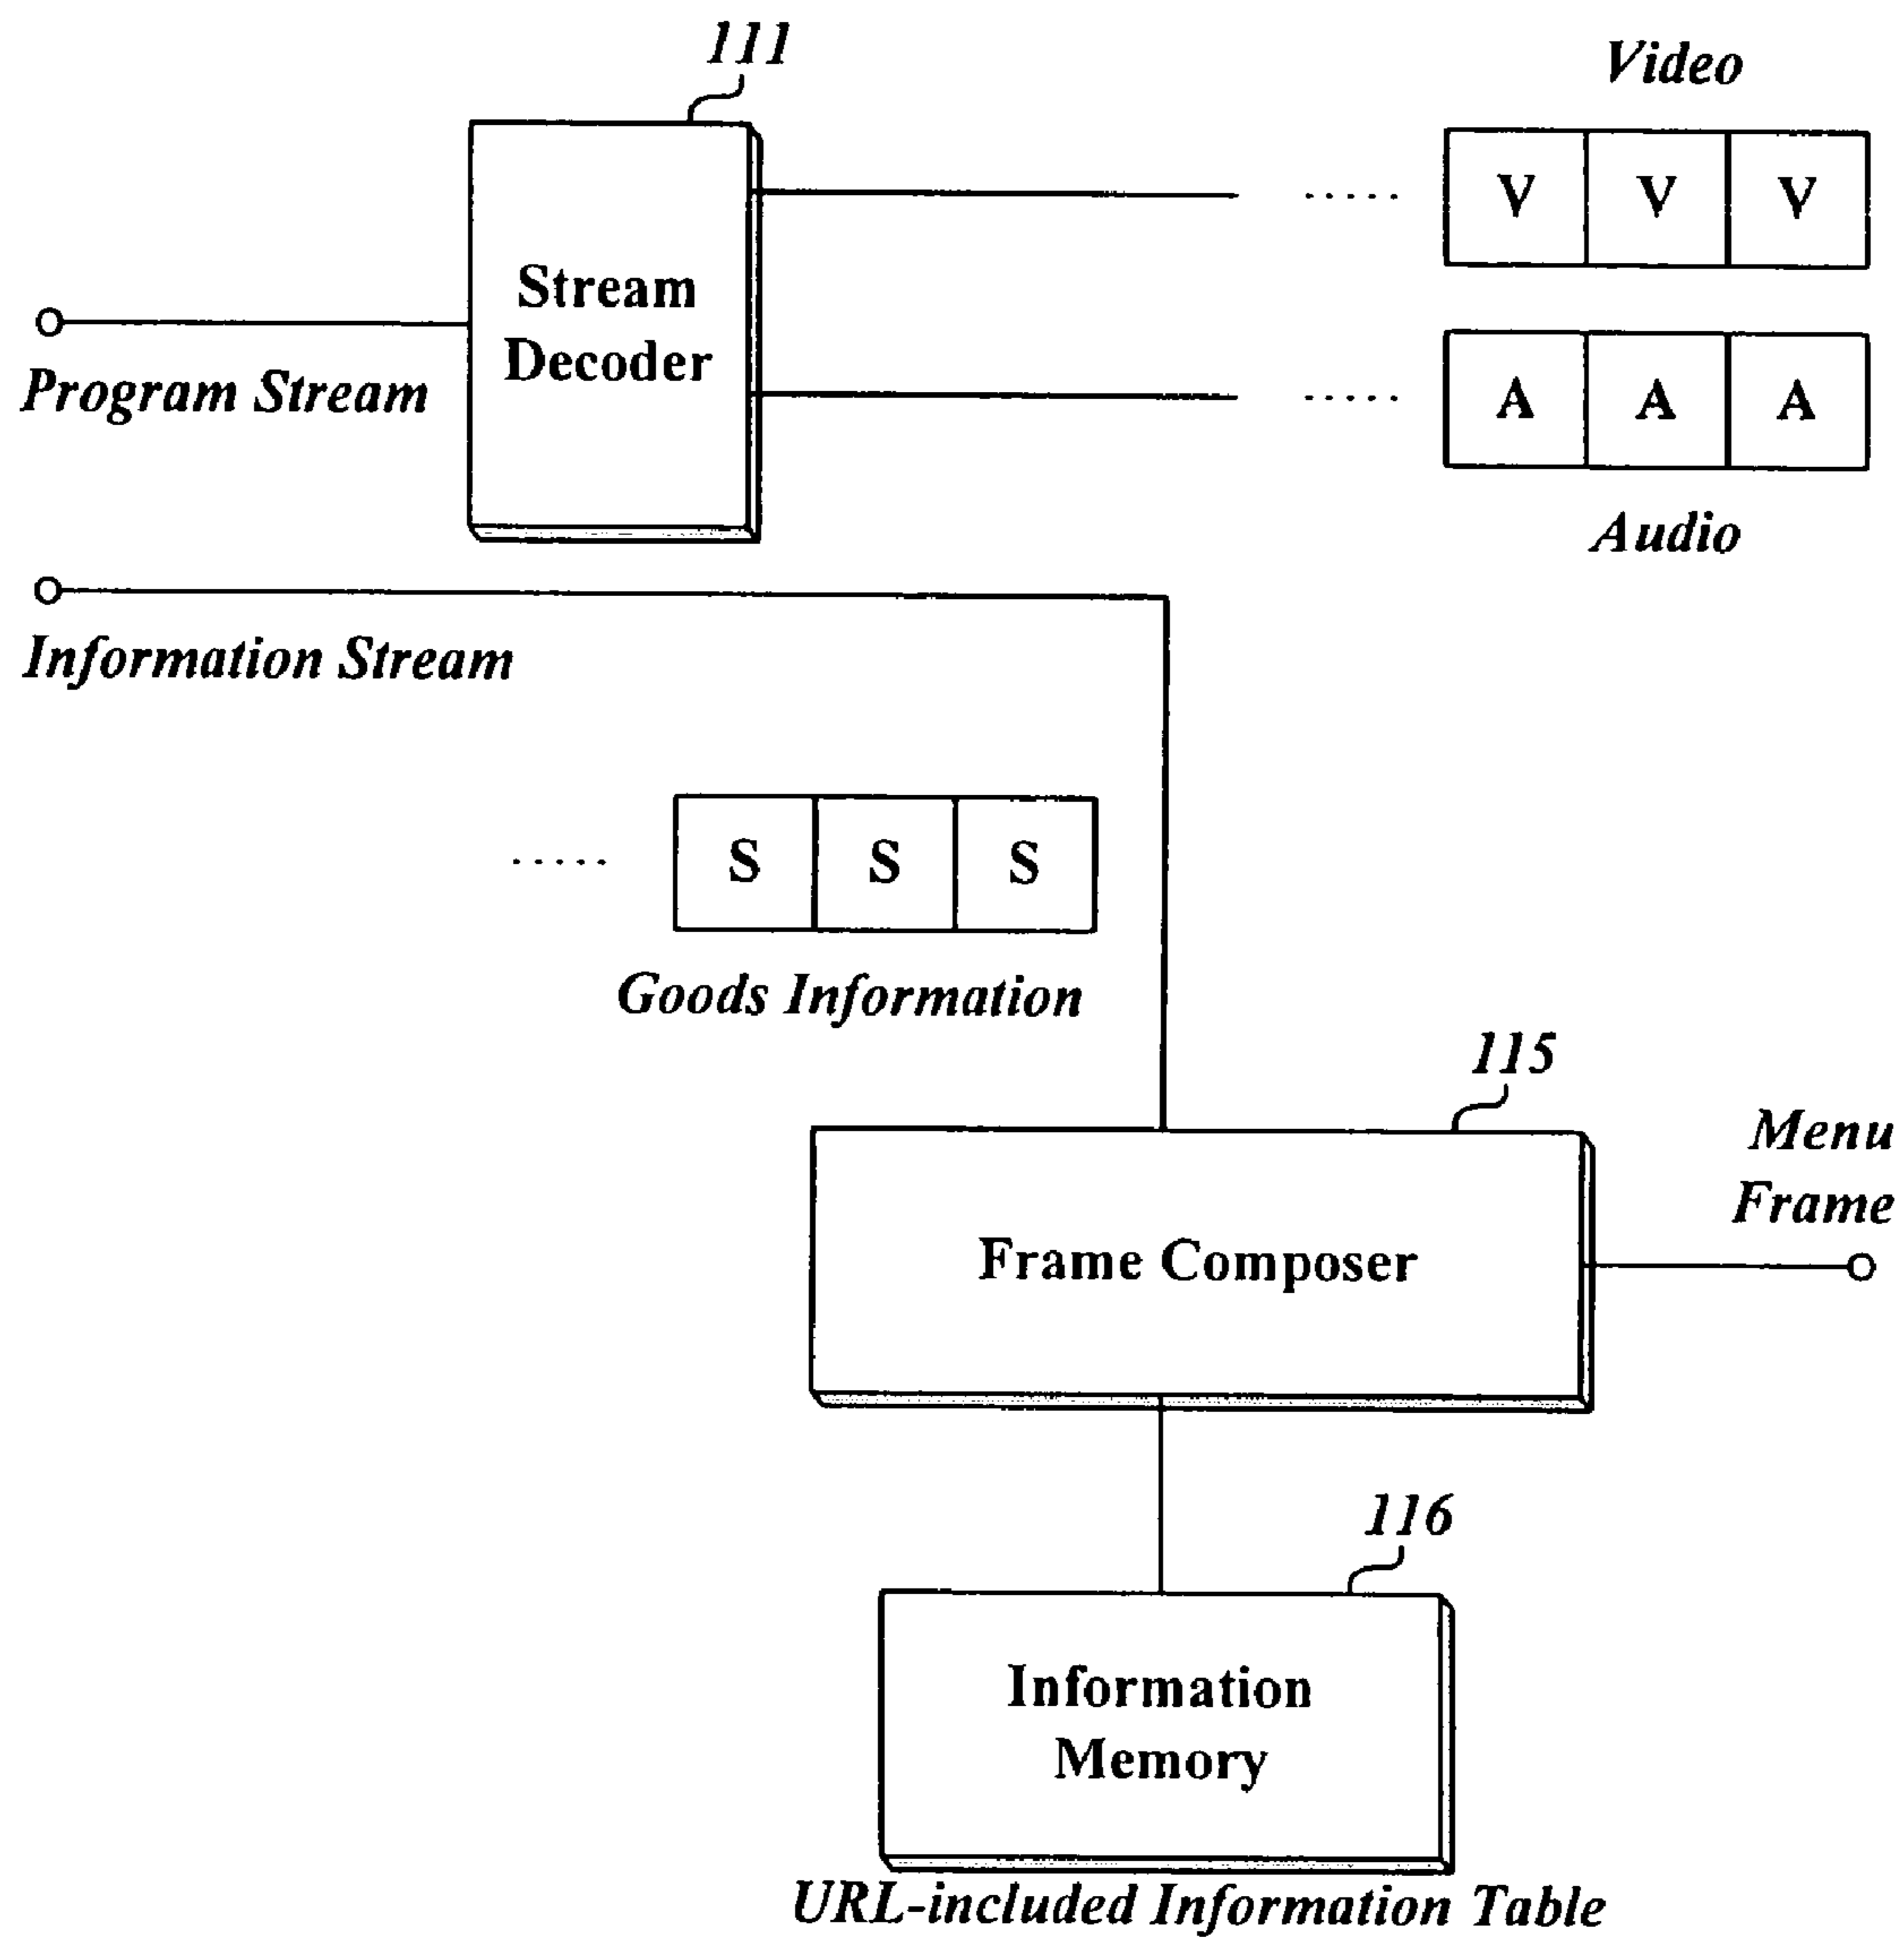 111
Video
V V V
Stream
Decoder
Program Stream
A A A
Audio
Information Stream
.....
S S S
Goods Information
115
Menu
Frame
Frame Composer
116
Information
Memory
URL-included Information Table